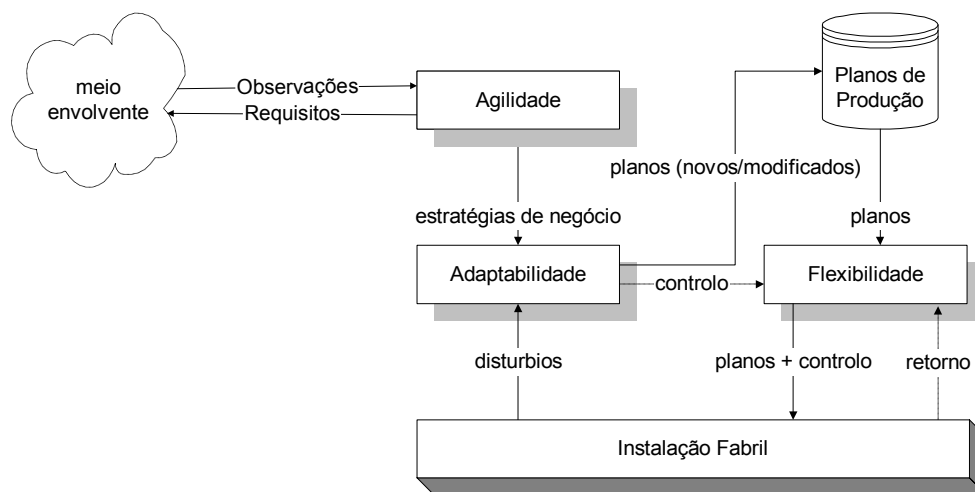 meio
envolvente
Observações
Requisitos
Agilidade
Planos de
Produção
planos (novos/modificados)
estratégias de negócio
planos
Adaptabilidade
controlo
Flexibilidade
disturbios
planos + controlo
retorno
Instalação Fabril